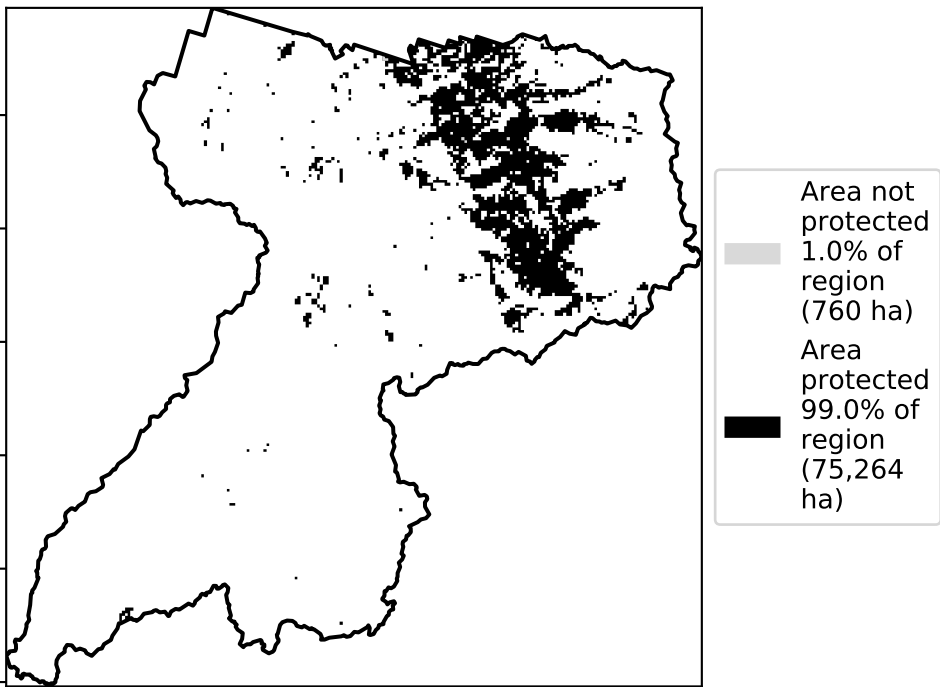 Area not
protected
1.0% of
region
(760 ha)
Area
protected
99.0% of
region
(75,264
ha)